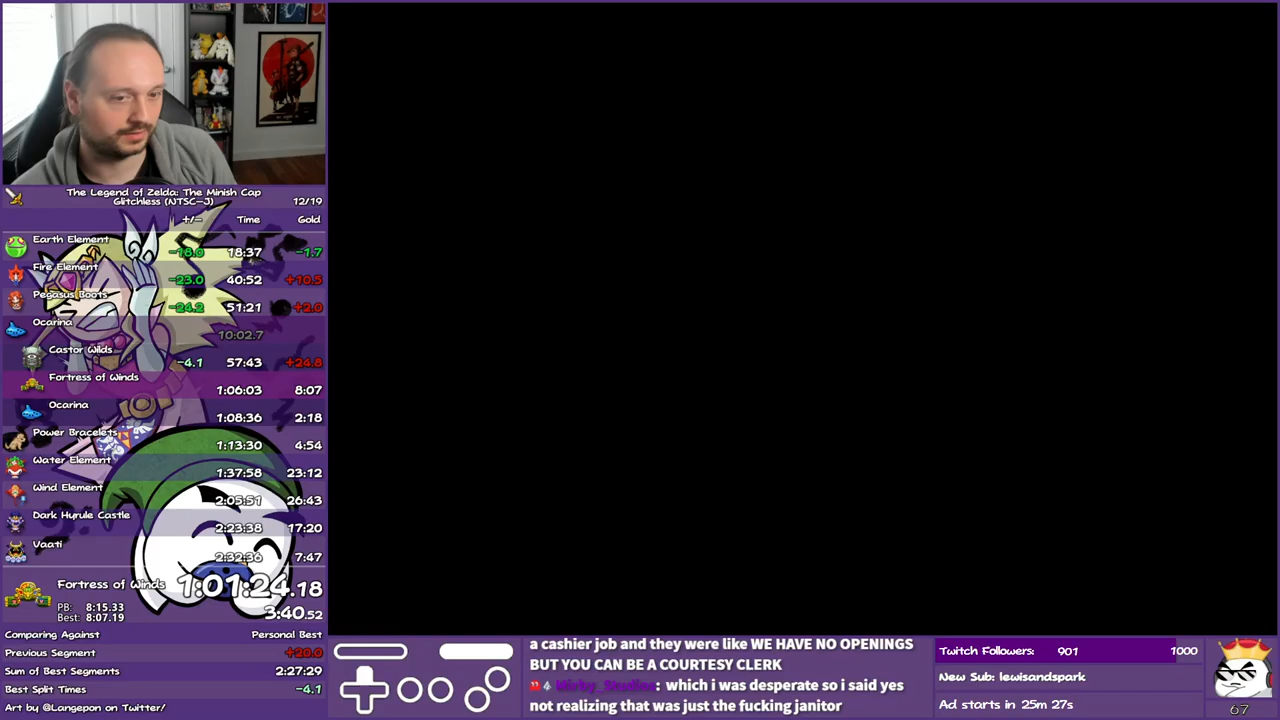 The Legend of Zelda: The Minish Cap
Glitchless (NTSC-J) 12/19
+/- Time Gold
Earth Element -18.0 18:37 -1.7
Fire Element -23.0 40:52 +10.5
Pegasus Boots -24.2 51:21 +2.0
Ocarina 10:02.7
Castor Wilds -4.1 57:43 +24.8
Fortress of Winds 1:06:03 8:07
Ocarina 1:08:36 2:18
Power Bracelets 1:13:30 4:54
Water Element 1:37:58 23:12
Wind Element 2:05:51 26:43
Dark Hyrule Castle 2:23:38 17:20
Vaati 2:32:36 7:47
Fortress of Winds 1:01:24.18
PB: 8:15.33
Best: 8:07.19 3:40.52
Comparing Against Personal Best
Previous Segment +20.0
Sum of Best Segments 2:27:29
Best Split Times -4.1
Art by @Langepon on Twitter/
a cashier job and they were like WE HAVE NO OPENINGS
BUT YOU CAN BE A COURTESY CLERK
: which i was desperate so i said yes
not realizing that was just the fucking janitor
Twitch Followers: 901 1000
New Sub: lewisandspark
Ad starts in 25m 27s
67